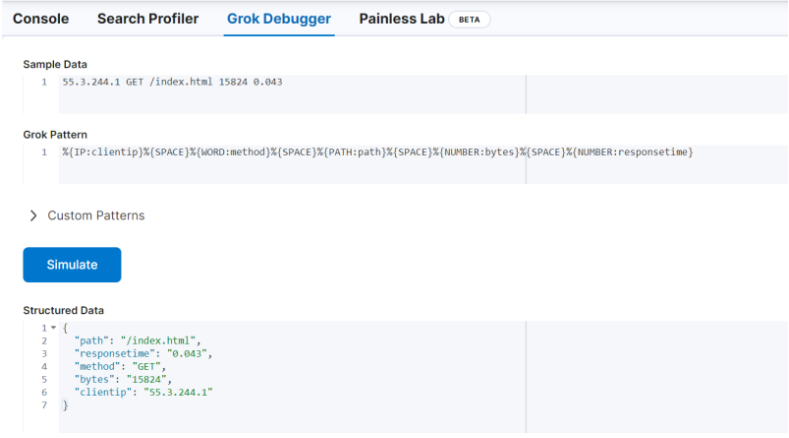 Console Search Profiler Grok Debugger Painless Lab BETA
Sample Data
1 55.3.244.1 GET /index.html 15824 0.043
Grok Pattern
1 %{IP:clientip}%{SPACE}%{WORD:method}%{SPACE}%{PATH:path}%{SPACE}%{NUMBER:bytes}%{SPACE}%{NUMBER:responsetime}
Custom Patterns
Simulate
Structured Data
1 {
2 "path": "/index.html",
3 "responsetime": "0.043",
4 "method": "GET",
5 "bytes": "15824",
6 "clientip": "55.3.244.1"
7 }